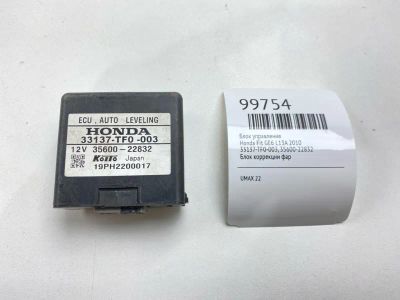 ECU, AUTO LEVELING
HONDA
33137-TF0 -003
12V 35600-22832
KOITO Japan
19PH2200017
99754
Блок управления
Honda Fit GE6 L13A 2010
33137-TF0-003, 35600-22832
Блок коррекции фар
UMAX 22